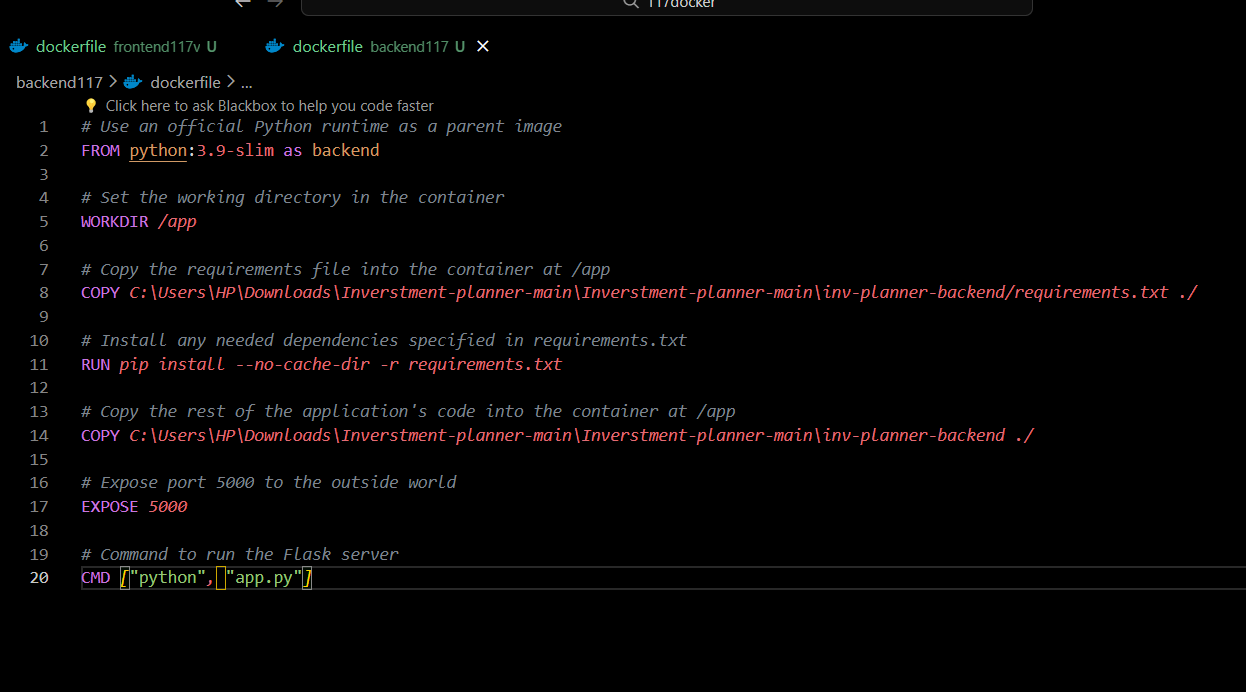 117docker
dockerfile frontend117v U dockerfile backend117 U
backend117 > dockerfile > ...
Click here to ask Blackbox to help you code faster
1 # Use an official Python runtime as a parent image
2 FROM python:3.9-slim as backend
3
4 # Set the working directory in the container
5 WORKDIR /app
6
7 # Copy the requirements file into the container at /app
8 COPY C:\Users\HP\Downloads\Inverstment-planner-main\Inverstment-planner-main\inv-planner-backend/requirements.txt ./
9
10 # Install any needed dependencies specified in requirements.txt
11 RUN pip install --no-cache-dir -r requirements.txt
12
13 # Copy the rest of the application's code into the container at /app
14 COPY C:\Users\HP\Downloads\Inverstment-planner-main\Inverstment-planner-main\inv-planner-backend ./
15
16 # Expose port 5000 to the outside world
17 EXPOSE 5000
18
19 # Command to run the Flask server
20 CMD ["python", "app.py"]